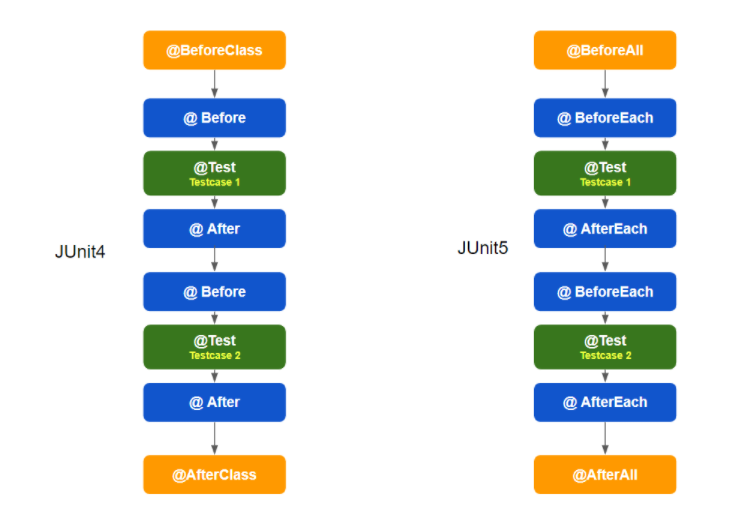 @BeforeClass
@ Before
@Test
Testcase 1
@ After
JUnit4
@ Before
@Test
Testcase 2
@ After
@AfterClass
@BeforeAll
@ BeforeEach
@Test
Testcase 1
@ AfterEach
JUnit5
@ BeforeEach
@Test
Testcase 2
@ AfterEach
@AfterAll